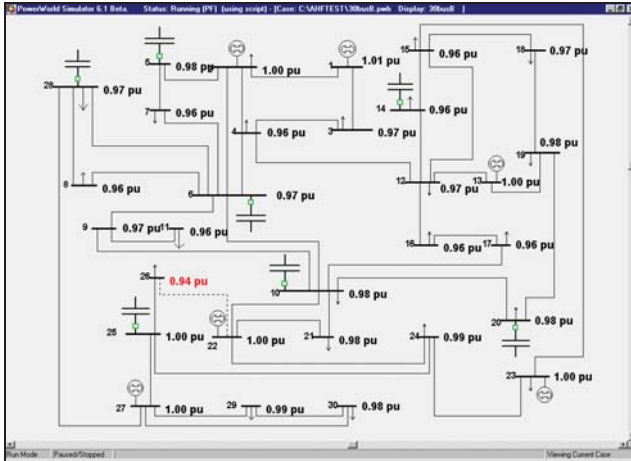 PowerWorld Simulator 6.1 Beta. Status: Running (PF) (using script) - [Case: C:\AHFTEST\30busB.pwb Display: 30busB ]
5 0.98 pu 1.00 pu 1 1.01 pu 15 0.96 pu 18 0.97 pu
28 0.97 pu
7 0.96 pu 14 0.96 pu
4 0.96 pu 3 0.97 pu
19 0.98 pu
8 0.96 pu 6 0.97 pu 12 0.97 pu 13 1.00 pu
9 0.97 pu 11 0.96 pu
16 0.96 pu 17 0.96 pu
26 0.94 pu
10 0.98 pu
25 1.00 pu 22 1.00 pu 21 0.98 pu 24 0.99 pu 20 0.98 pu
23 1.00 pu
27 1.00 pu 29 0.99 pu 30 0.98 pu
Run Mode Paused/Stopped Viewing Current Case